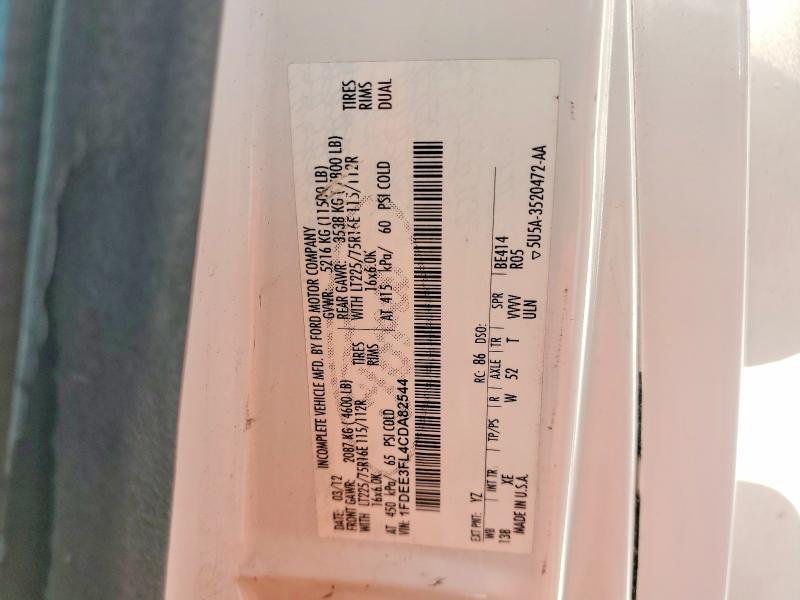 INCOMPLETE VEHICLE MFD. BY FORD MOTOR COMPANY
DATE: 03/12 GVWR: 5216 KG (11500 LB)
FRONT GAWR: 2087 KG ( 4600 LB) REAR GAWR: 3538 KG ( 7800 LB)
WITH LT225/75R16E 115/112R TIRES WITH LT225/75R16E 115/112R TIRES
16x6.0K RIMS 16x6.0K RIMS
AT 450 kPa/ 65 PSI COLD AT 415 kPa/ 60 PSI COLD DUAL
VIN: 1FDEE3FL4CDA82544
EXT PNT: YZ RC: 86 DSO:
WB INT TR TP/PS R AXLE TR SPR BE414
138 XE W 52 T VVVV R05
MADE IN U.S.A. ULN
▽5U5A-3520472-AA